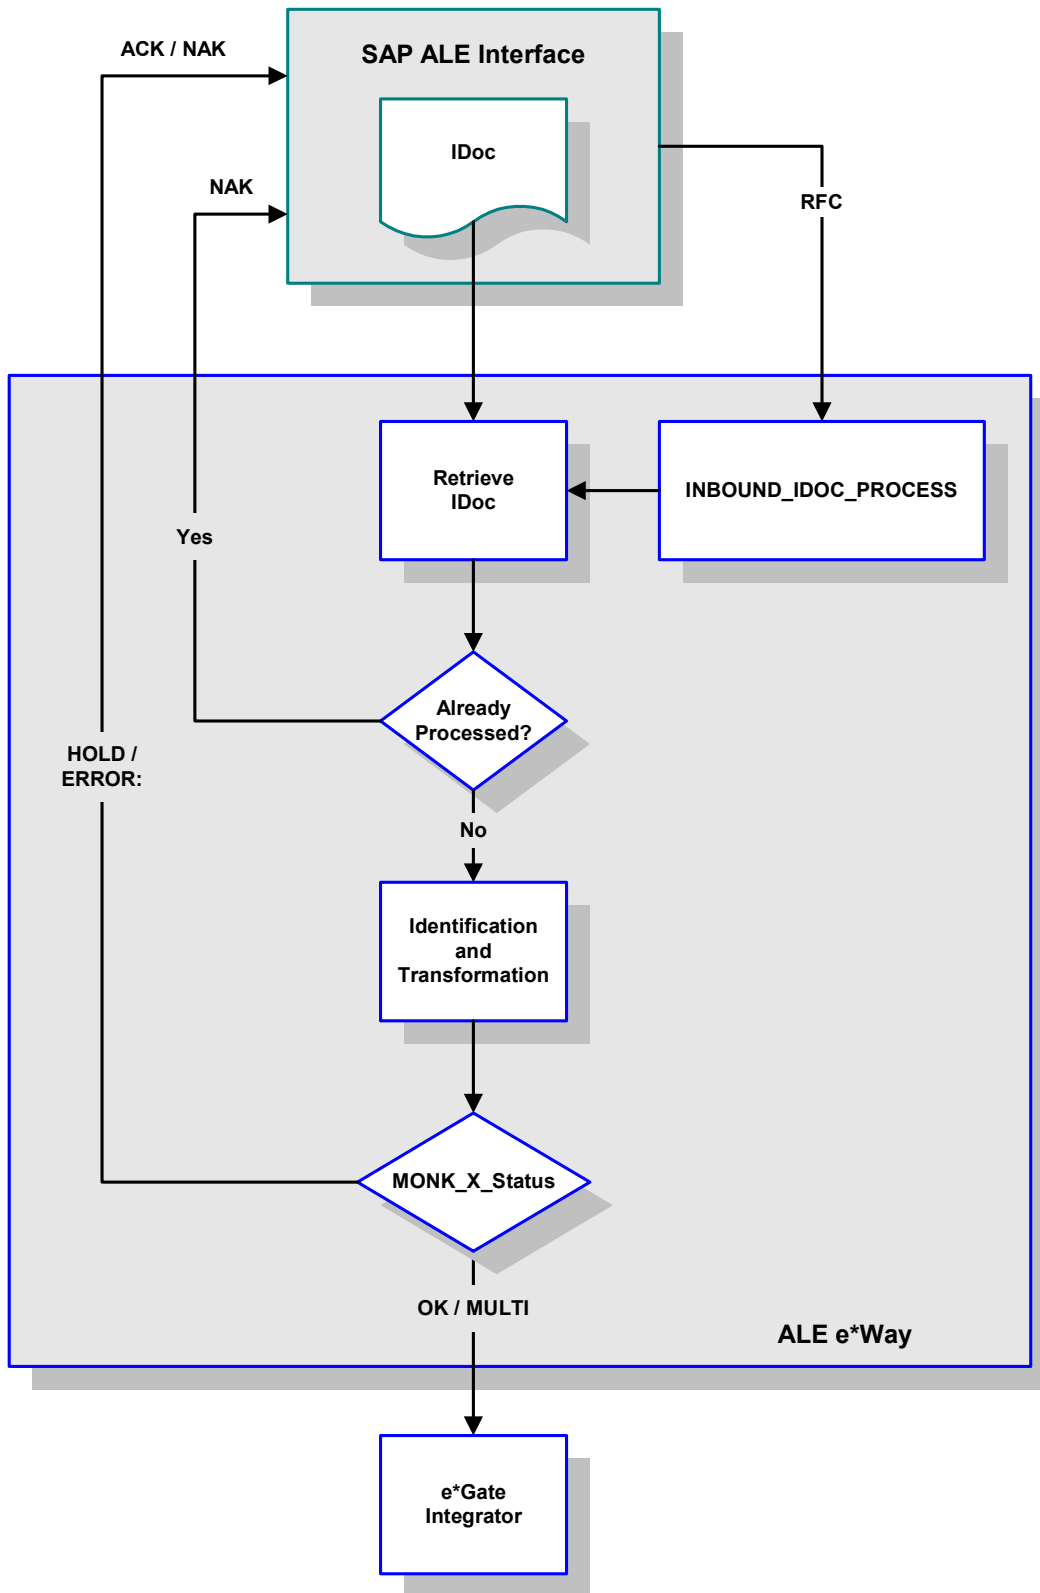 ACK / NAK
SAP ALE Interface
IDoc
NAK
RFC
Retrieve
IDoc
INBOUND_IDOC_PROCESS
Yes
Already
Processed?
HOLD /
ERROR:
No
Identification
and
Transformation
MONK_X_Status
OK / MULTI
ALE e*Way
e*Gate
Integrator